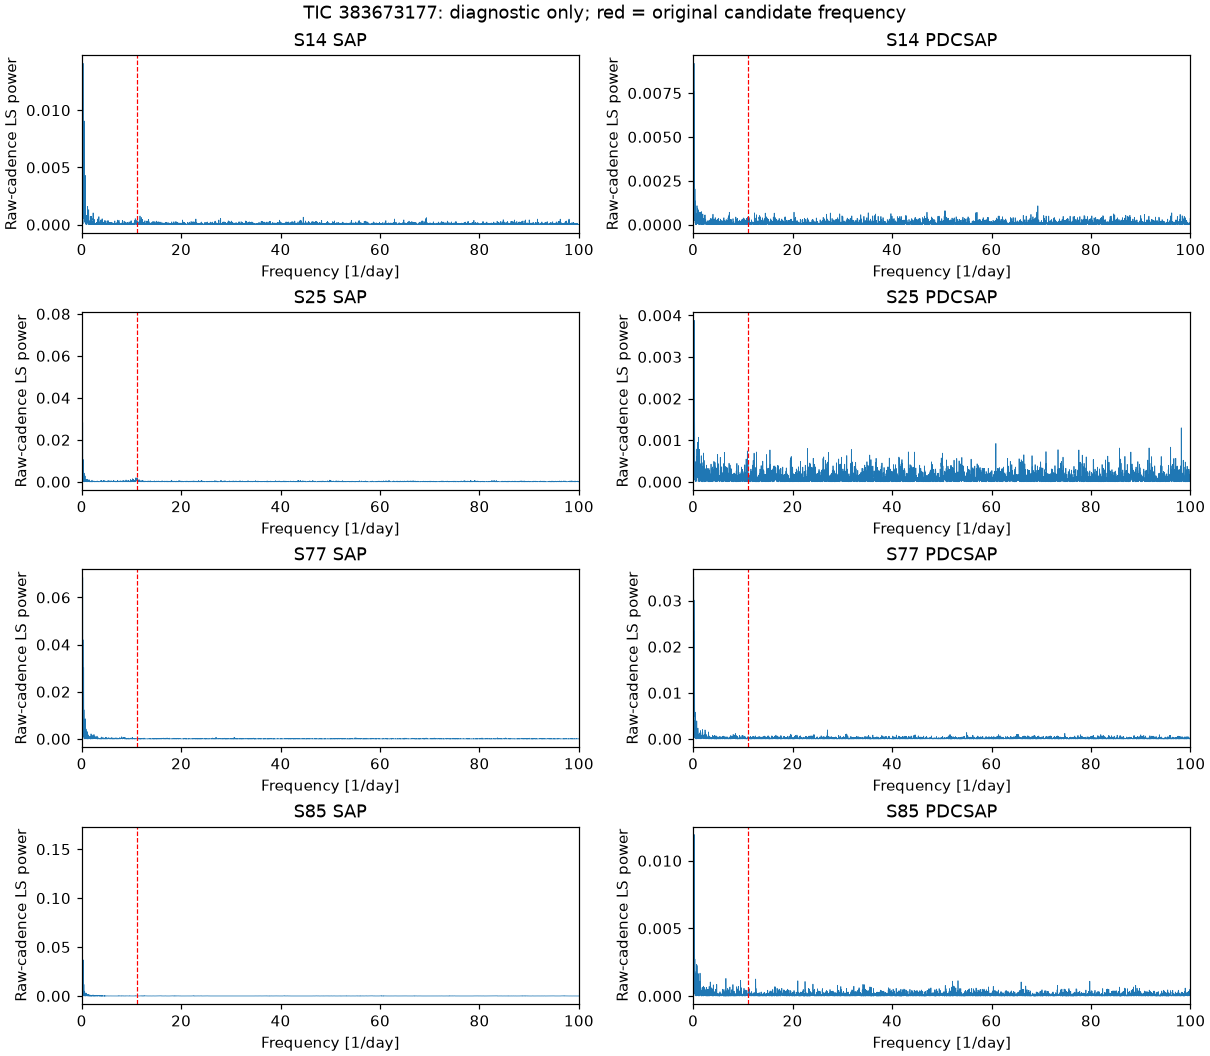 TIC 383673177: diagnostic only; red = original candidate frequency
S14 SAP
Raw-cadence LS power
0.010
0.005
0.000
0 20 40 60 80 100
Frequency [1/day]
S14 PDCSAP
Raw-cadence LS power
0.0075
0.0050
0.0025
0.0000
0 20 40 60 80 100
Frequency [1/day]
S25 SAP
Raw-cadence LS power
0.08
0.06
0.04
0.02
0.00
0 20 40 60 80 100
Frequency [1/day]
S25 PDCSAP
Raw-cadence LS power
0.004
0.003
0.002
0.001
0.000
0 20 40 60 80 100
Frequency [1/day]
S77 SAP
Raw-cadence LS power
0.06
0.04
0.02
0.00
0 20 40 60 80 100
Frequency [1/day]
S77 PDCSAP
Raw-cadence LS power
0.03
0.02
0.01
0.00
0 20 40 60 80 100
Frequency [1/day]
S85 SAP
Raw-cadence LS power
0.15
0.10
0.05
0.00
0 20 40 60 80 100
Frequency [1/day]
S85 PDCSAP
Raw-cadence LS power
0.010
0.005
0.000
0 20 40 60 80 100
Frequency [1/day]